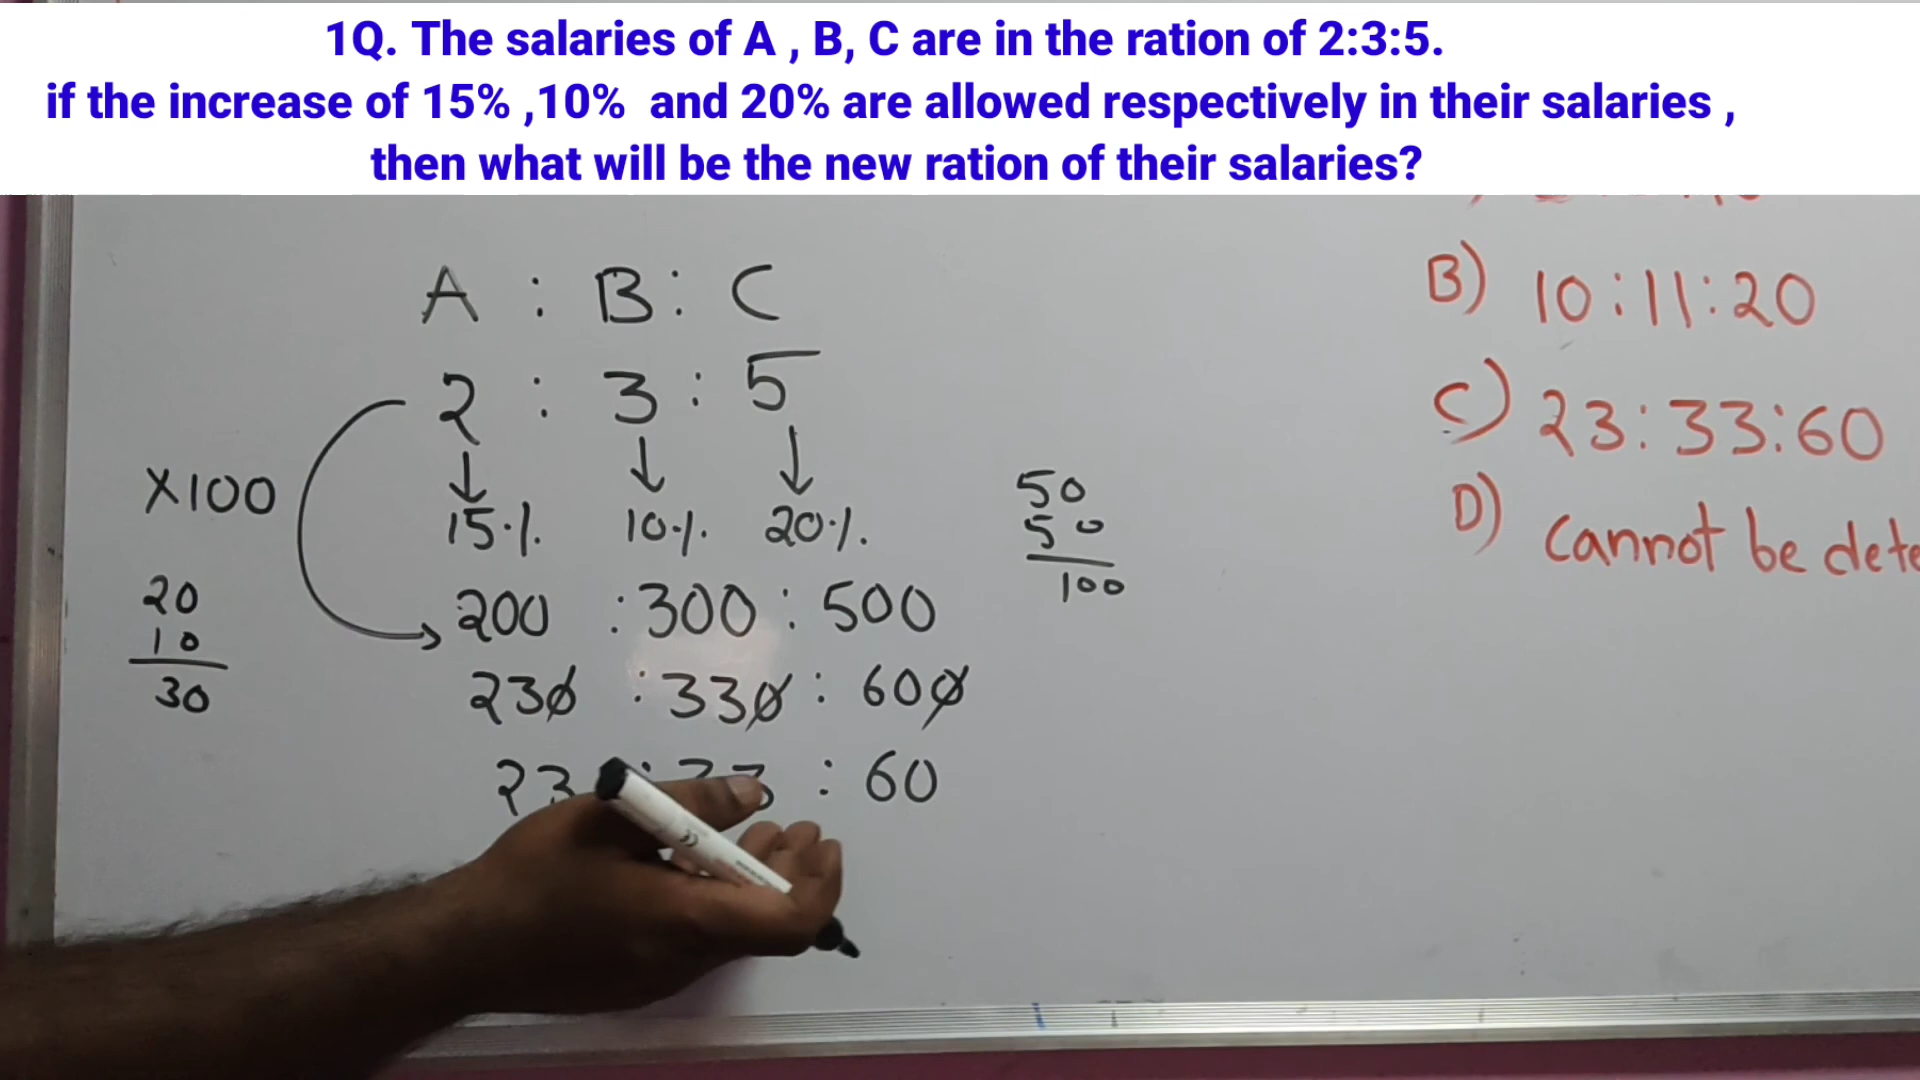 1Q. The salaries of A , B, C are in the ration of 2:3:5.
if the increase of 15% ,10% and 20% are allowed respectively in their salaries ,
then what will be the new ration of their salaries?
A : B : C
2 : 3 : 5
X100
15% 10% 20%
200 : 300 : 500
230 : 330 : 600
23 : 33 : 60
20
10
30
50
50
100
B) 10:11:20
C) 23:33:60
D) cannot be dete